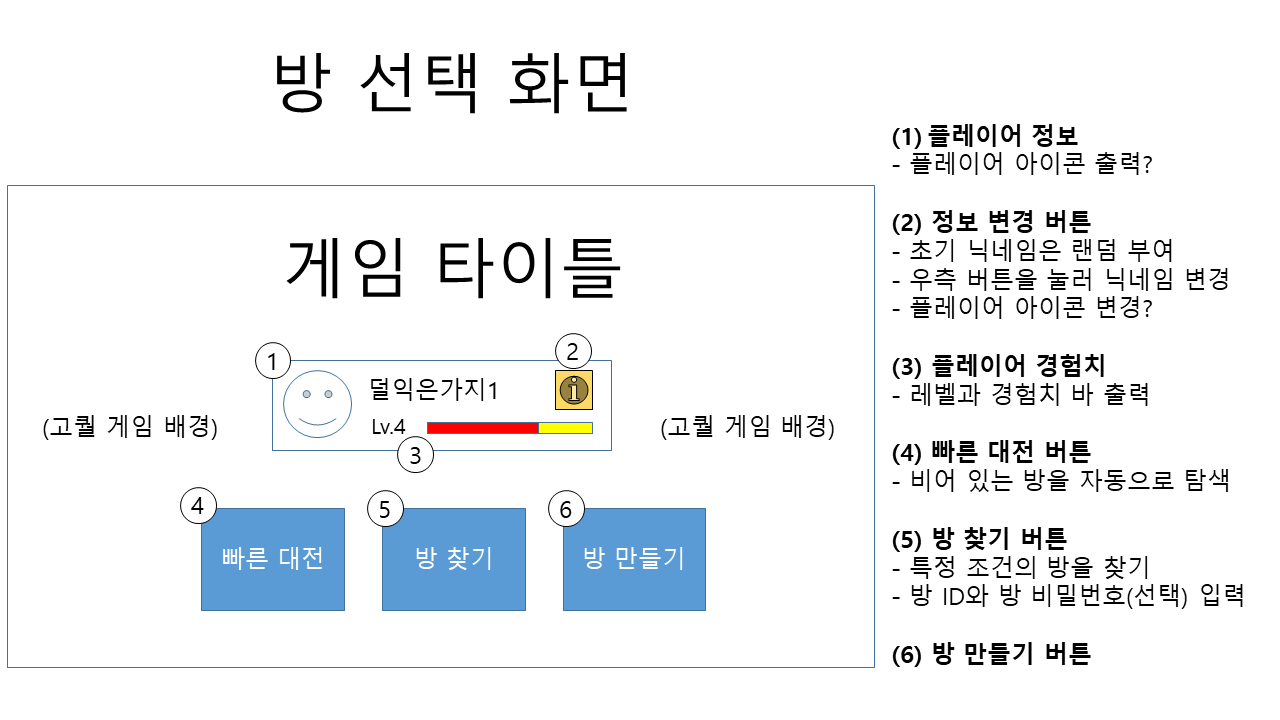 방 선택 화면
게임 타이틀
1
2
덜익은가지1
i
Lv.4
3
(고퀄 게임 배경)
(고퀄 게임 배경)
4
5
6
빠른 대전
방 찾기
방 만들기
(1) 플레이어 정보
- 플레이어 아이콘 출력?
(2) 정보 변경 버튼
- 초기 닉네임은 랜덤 부여
- 우측 버튼을 눌러 닉네임 변경
- 플레이어 아이콘 변경?
(3) 플레이어 경험치
- 레벨과 경험치 바 출력
(4) 빠른 대전 버튼
- 비어 있는 방을 자동으로 탐색
(5) 방 찾기 버튼
- 특정 조건의 방을 찾기
- 방 ID와 방 비밀번호(선택) 입력
(6) 방 만들기 버튼